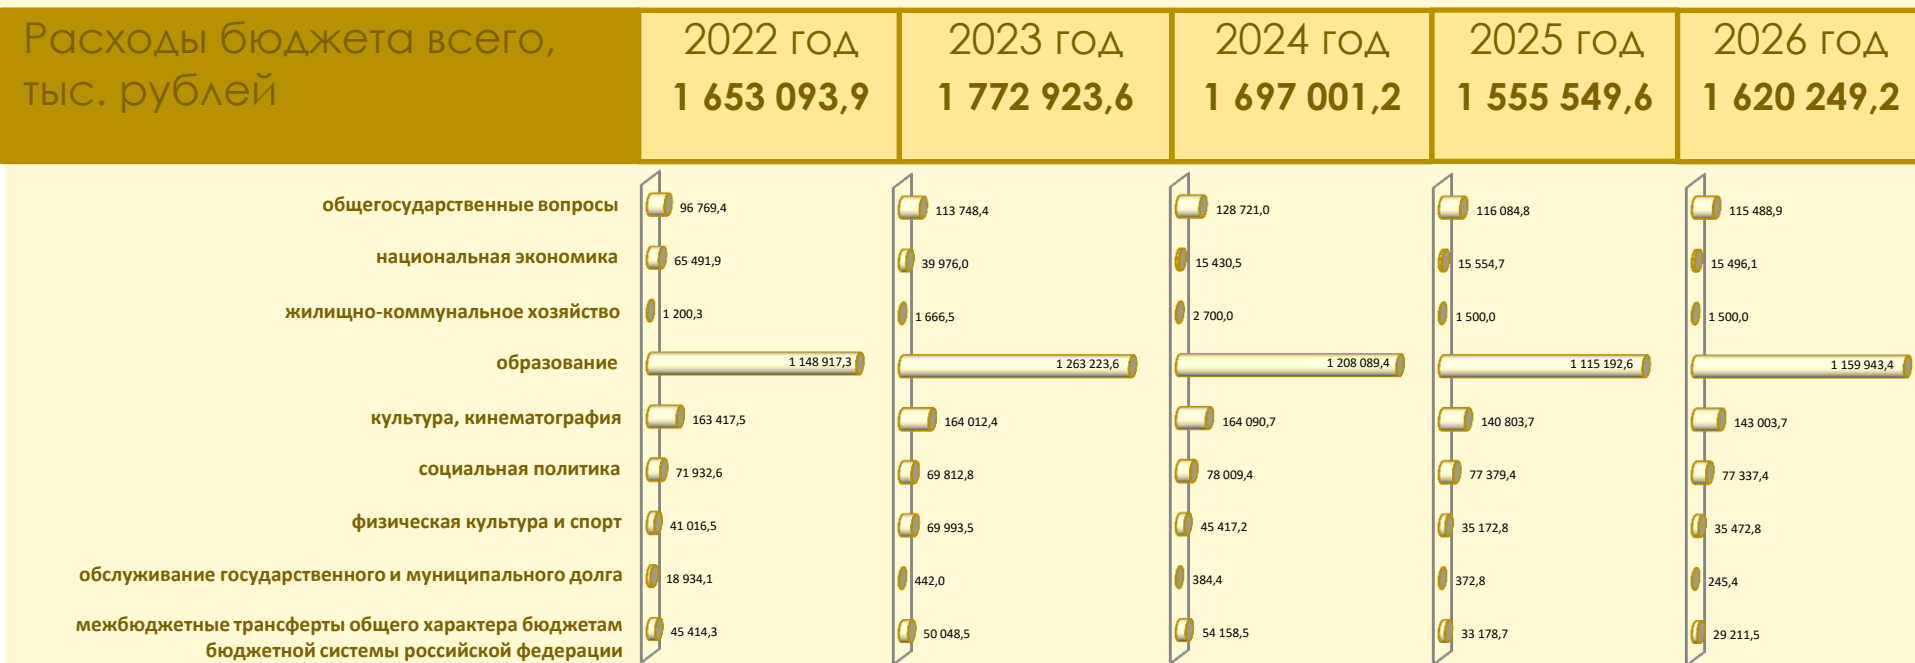 Расходы бюджета всего,
тыс. рублей
2022 год
1 653 093,9
2023 год
1 772 923,6
2024 год
1 697 001,2
2025 год
1 555 549,6
2026 год
1 620 249,2
общегосударственные вопросы
96 769,4
113 748,4
128 721,0
116 084,8
115 488,9
национальная экономика
65 491,9
39 976,0
15 430,5
15 554,7
15 496,1
жилищно-коммунальное хозяйство
1 200,3
1 666,5
2 700,0
1 500,0
1 500,0
образование
1 148 917,3
1 263 223,6
1 208 089,4
1 115 192,6
1 159 943,4
культура, кинематография
163 417,5
164 012,4
164 090,7
140 803,7
143 003,7
социальная политика
71 932,6
69 812,8
78 009,4
77 379,4
77 337,4
физическая культура и спорт
41 016,5
69 993,5
45 417,2
35 172,8
35 472,8
обслуживание государственного и муниципального долга
18 934,1
442,0
384,4
372,8
245,4
межбюджетные трансферты общего характера бюджетам
бюджетной системы российской федерации
45 414,3
50 048,5
54 158,5
33 178,7
29 211,5